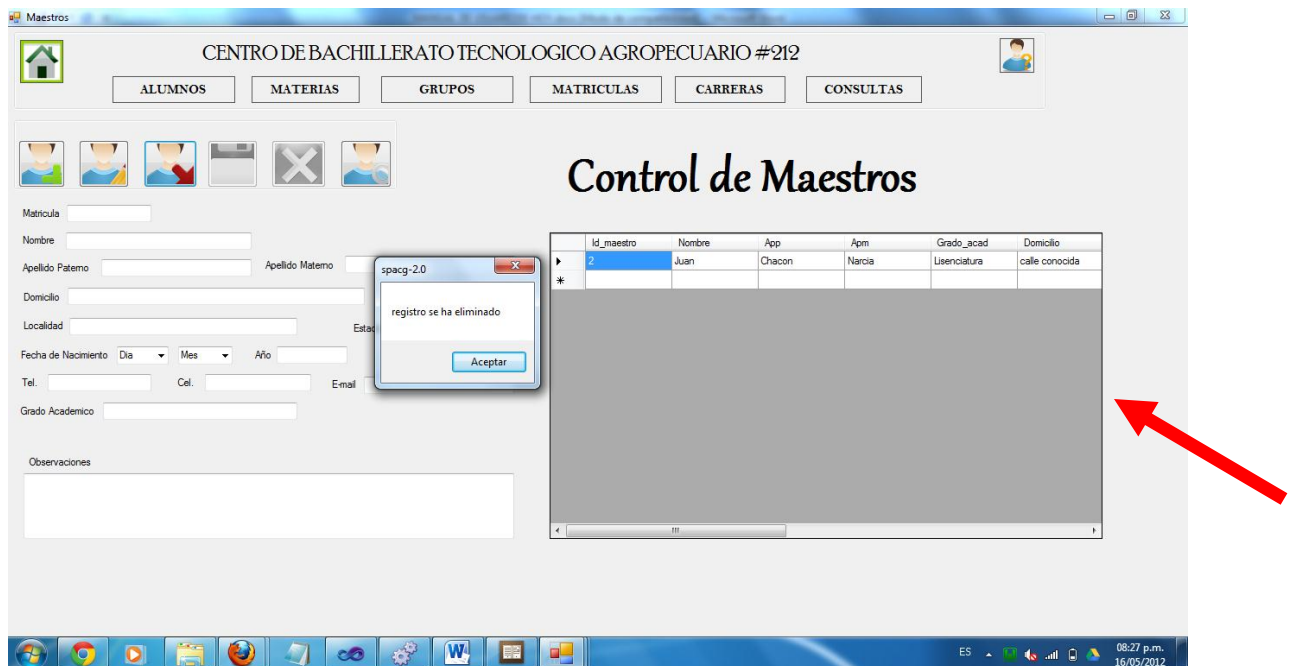 Maestros
CENTRO DE BACHILLERATO TECNOLOGICO AGROPECUARIO #212
ALUMNOS MATERIAS GRUPOS MATRICULAS CARRERAS CONSULTAS
Control de Maestros
Matricula
Nombre
Apellido Paterno Apellido Materno
Domicilio
Localidad
Fecha de Nacimiento Dia Mes Año
Tel. Cel. E-mail
Grado Academico
Observaciones
spacg-2.0
registro se ha eliminado
Aceptar
Id_maestro Nombre App Apm Grado_acad Domicilio
2 Juan Chacon Narcia Lisenciatura calle conocida
ES 08:27 p.m.
16/05/2012